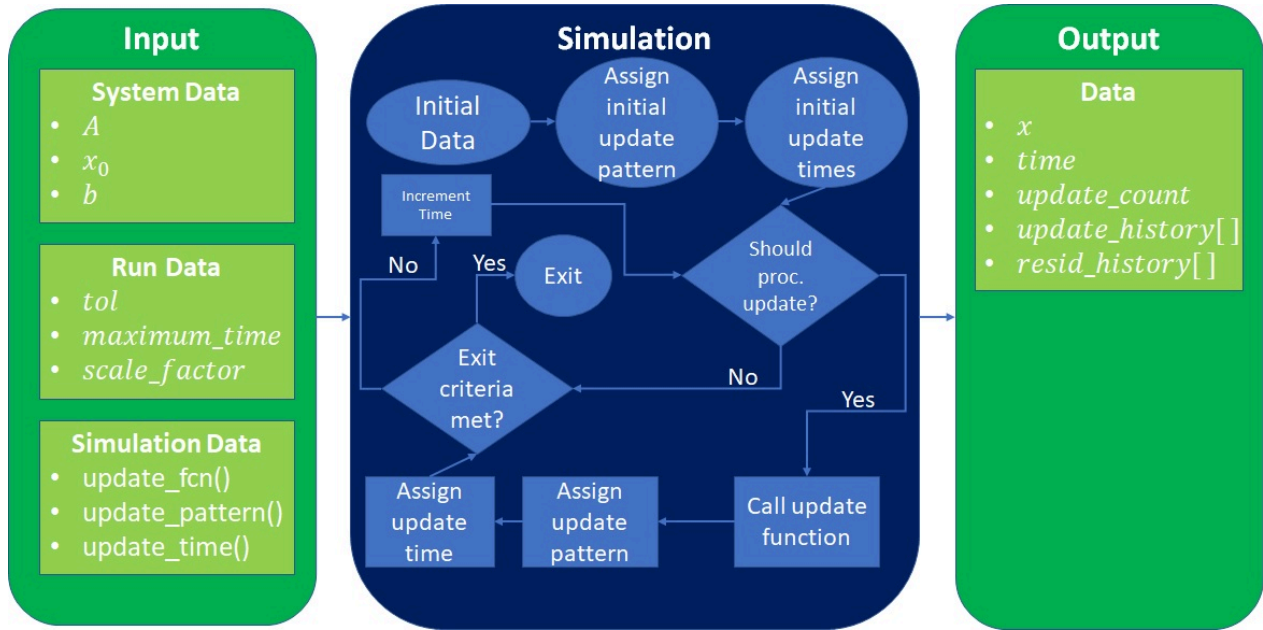 Input
System Data
• A
• x₀
• b
Run Data
• tol
• maximum_time
• scale_factor
Simulation Data
• update_fcn()
• update_pattern()
• update_time()
Simulation
Initial
Data
Assign
initial
update
pattern
Assign
initial
update
times
Increment
Time
No
Yes
Exit
Should
proc.
update?
Exit
criteria
met?
No
Yes
Assign
update
time
Assign
update
pattern
Call update
function
Output
Data
• x
• time
• update_count
• update_history[]
• resid_history[]